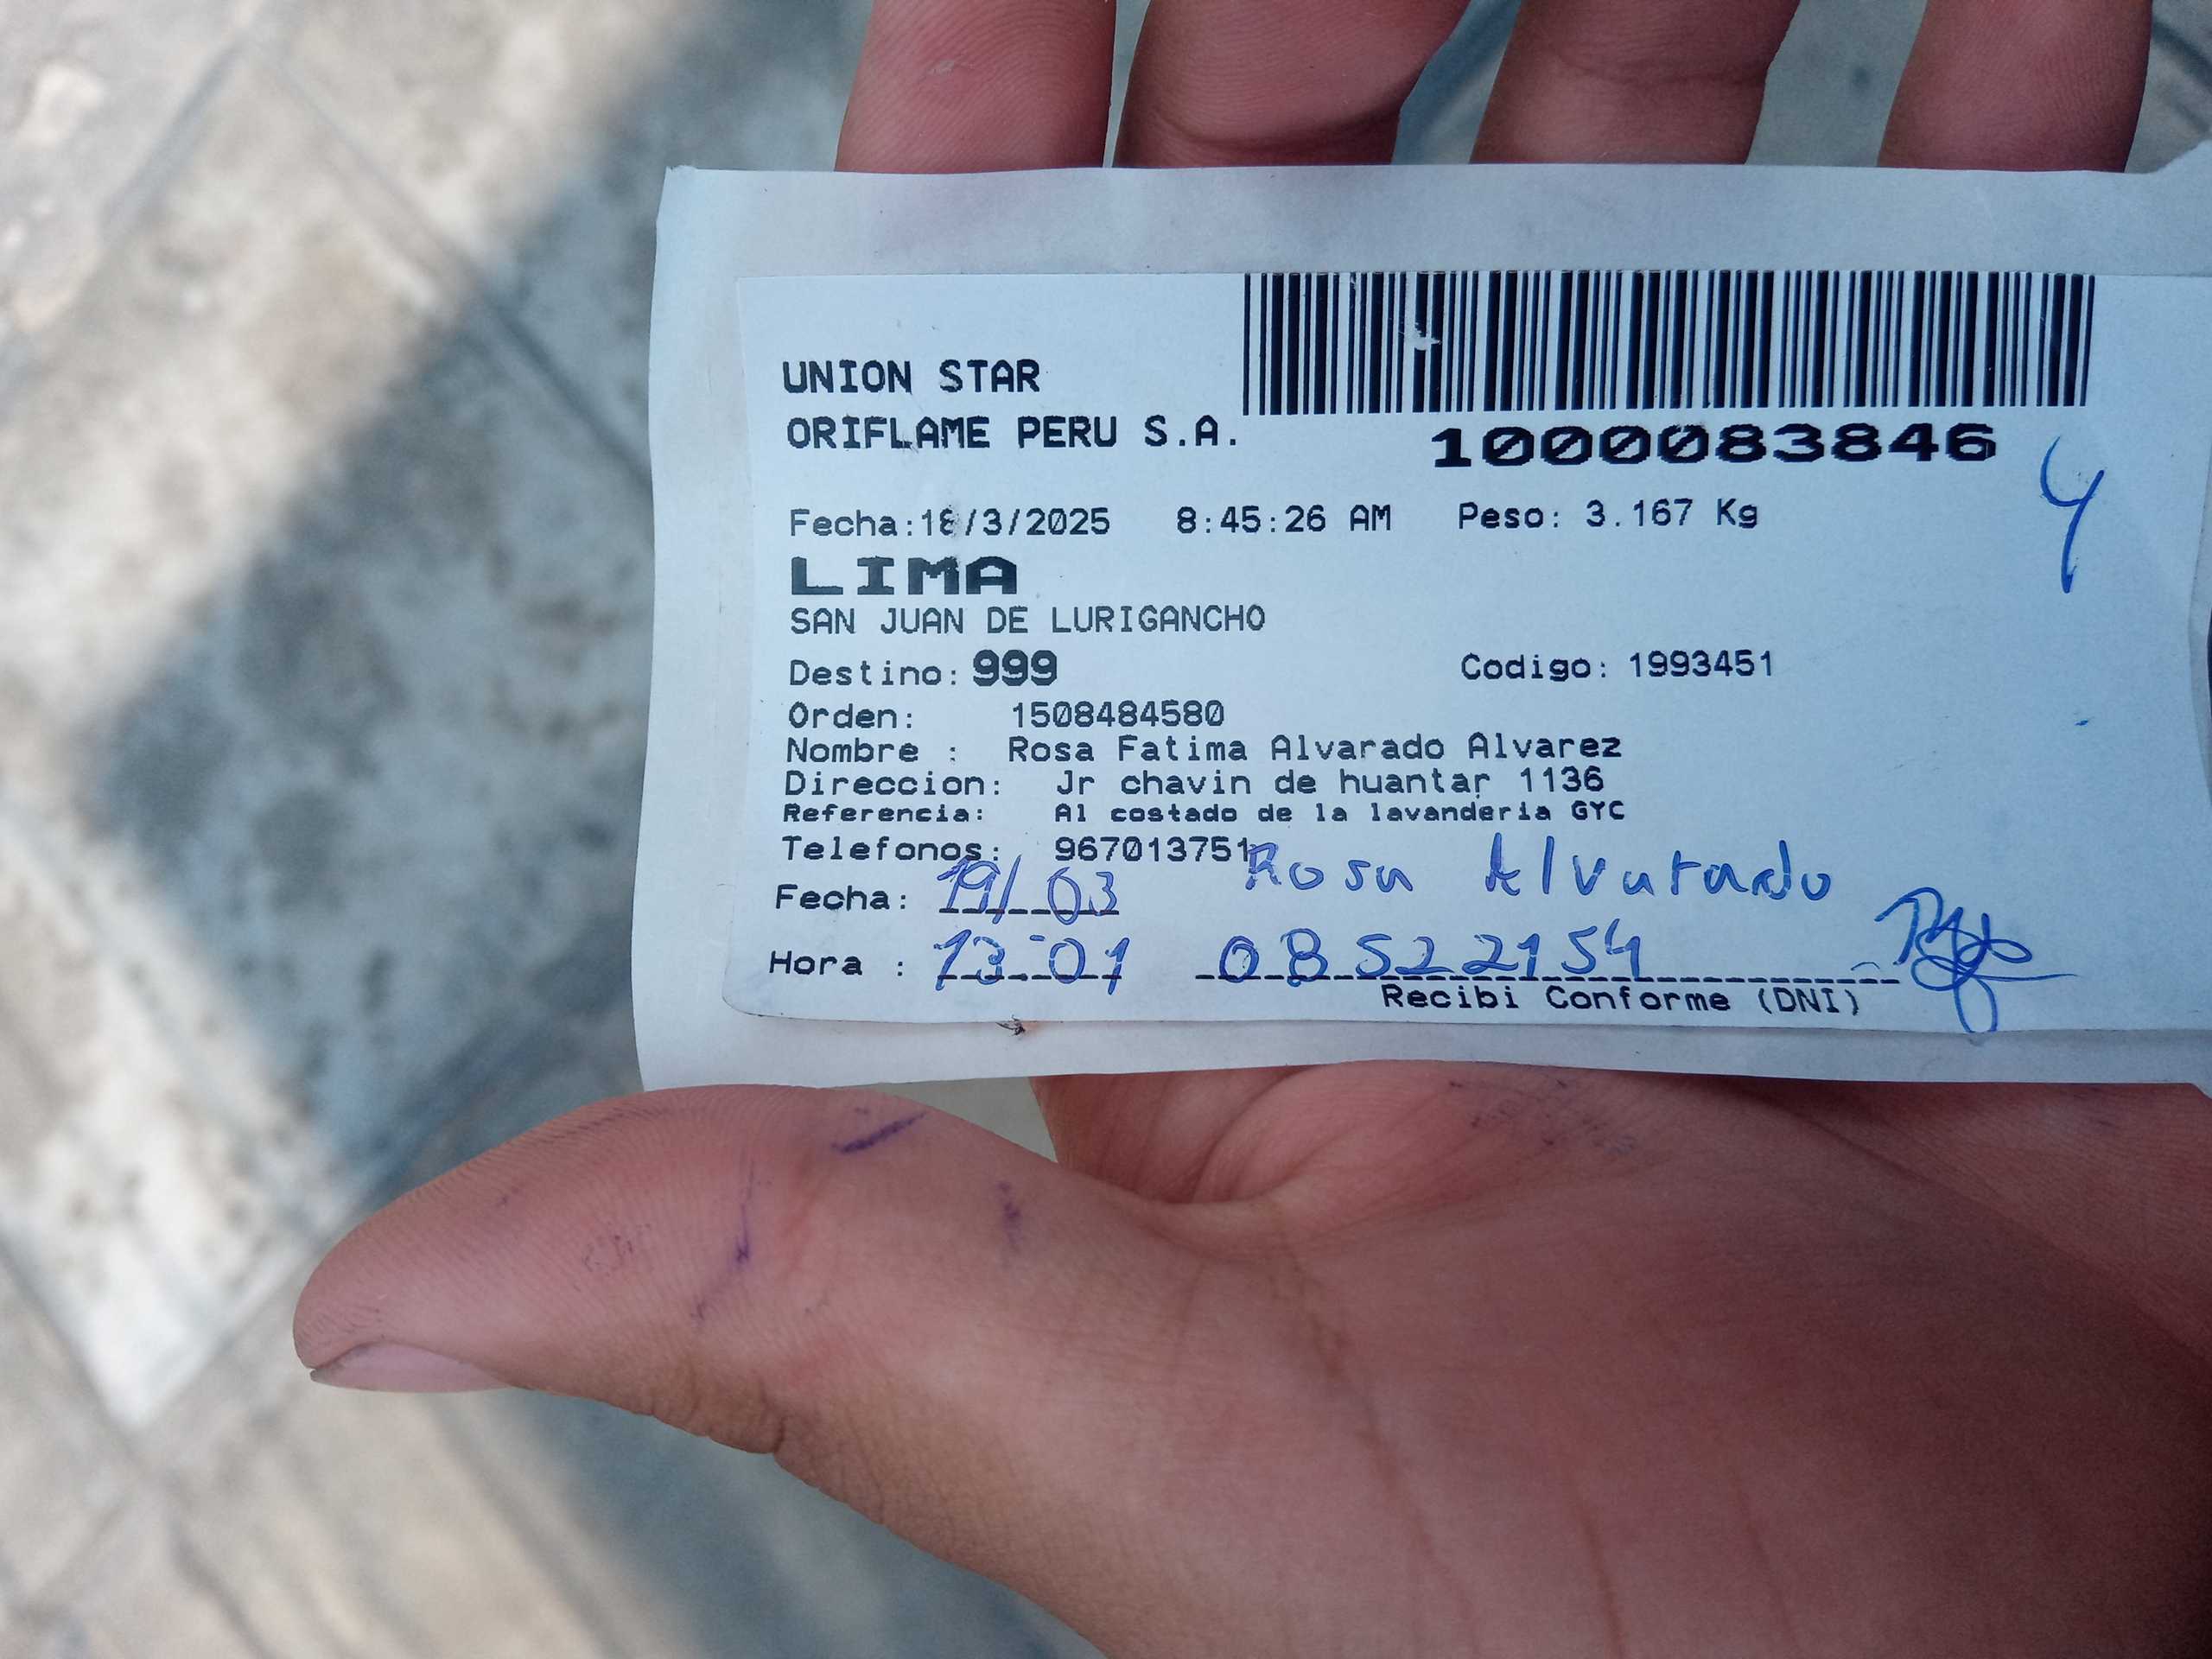 UNION STAR
ORIFLAME PERU S.A.
1000083846
4
Fecha:18/3/2025 8:45:26 AM Peso: 3.167 Kg
LIMA
SAN JUAN DE LURIGANCHO
Destino: 999 Codigo: 1993451
Orden: 1508484580
Nombre : Rosa Fatima Alvarado Alvarez
Direccion: Jr chavin de huantar 1136
Referencia: Al costado de la lavanderia GYC
Telefonos: 967013751
Rosa Alvarado
Fecha: 19/03
Hora : 13:01 08522154
Recibi Conforme (DNI)